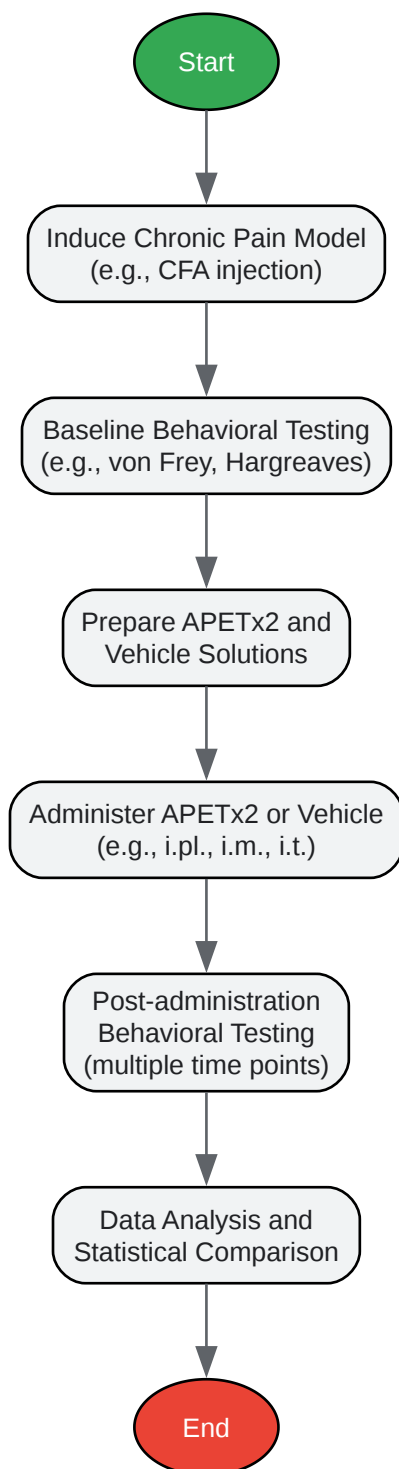 Start
Induce Chronic Pain Model
(e.g., CFA injection)
Baseline Behavioral Testing
(e.g., von Frey, Hargreaves)
Prepare APETx2 and
Vehicle Solutions
Administer APETx2 or Vehicle
(e.g., i.pl., i.m., i.t.)
Post-administration
Behavioral Testing
(multiple time points)
Data Analysis and
Statistical Comparison
End